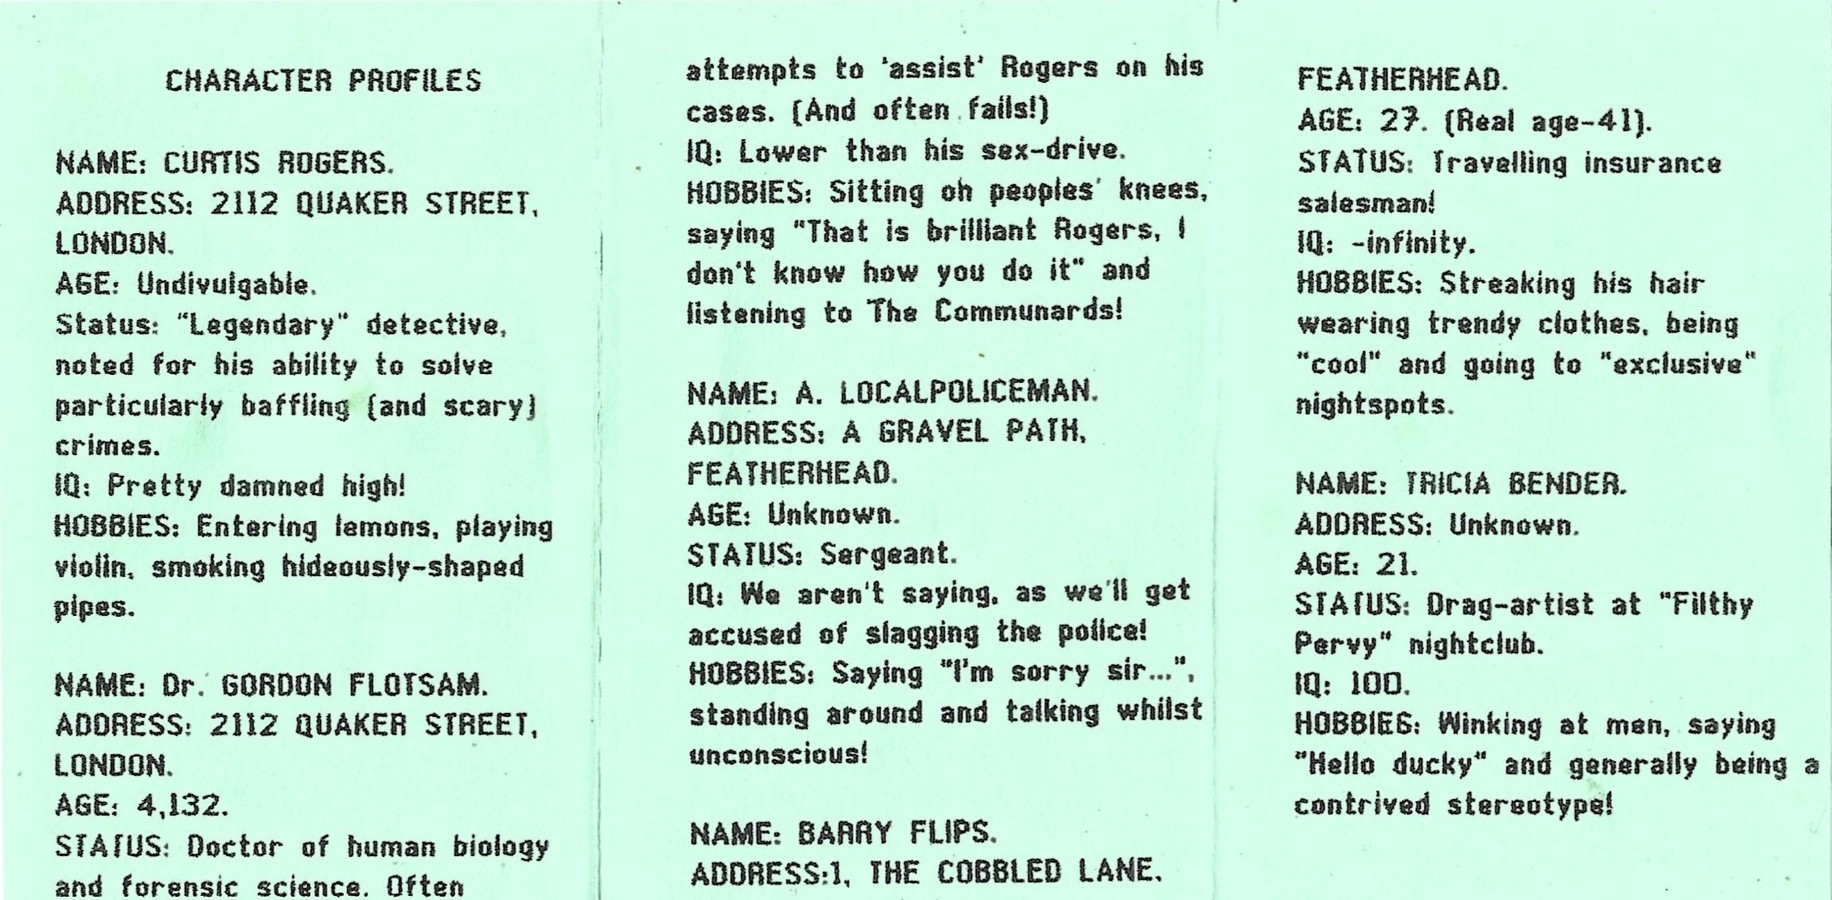 CHARACTER PROFILES
NAME: CURTIS ROGERS.
ADDRESS: 2112 QUAKER STREET,
LONDON.
AGE: Undivulgable.
Status: "Legendary" detective,
noted for his ability to solve
particularly baffling (and scary)
crimes.
IQ: Pretty damned high!
HOBBIES: Entering lemons, playing
violin, smoking hideously-shaped
pipes.
NAME: Dr. GORDON FLOTSAM.
ADDRESS: 2112 QUAKER STREET,
LONDON.
AGE: 4,132.
STATUS: Doctor of human biology
and forensic science. Often
attempts to 'assist' Rogers on his
cases. (And often fails!)
IQ: Lower than his sex-drive.
HOBBIES: Sitting on peoples' knees,
saying "That is brilliant Rogers, I
don't know how you do it" and
listening to The Communards!
NAME: A. LOCALPOLICEMAN.
ADDRESS: A GRAVEL PATH,
FEATHERHEAD.
AGE: Unknown.
STATUS: Sergeant.
IQ: We aren't saying, as we'll get
accused of slagging the police!
HOBBIES: Saying "I'm sorry sir...",
standing around and talking whilst
unconscious!
NAME: BARRY FLIPS.
ADDRESS:1, THE COBBLED LANE,
FEATHERHEAD.
AGE: 27. (Real age-41).
STATUS: Travelling insurance
salesman!
IQ: -infinity.
HOBBIES: Streaking his hair
wearing trendy clothes, being
"cool" and going to "exclusive"
nightspots.
NAME: TRICIA BENDER.
ADDRESS: Unknown.
AGE: 21.
STATUS: Drag-artist at "Filthy
Pervy" nightclub.
IQ: 100.
HOBBIES: Winking at men, saying
"Hello ducky" and generally being a
contrived stereotype!